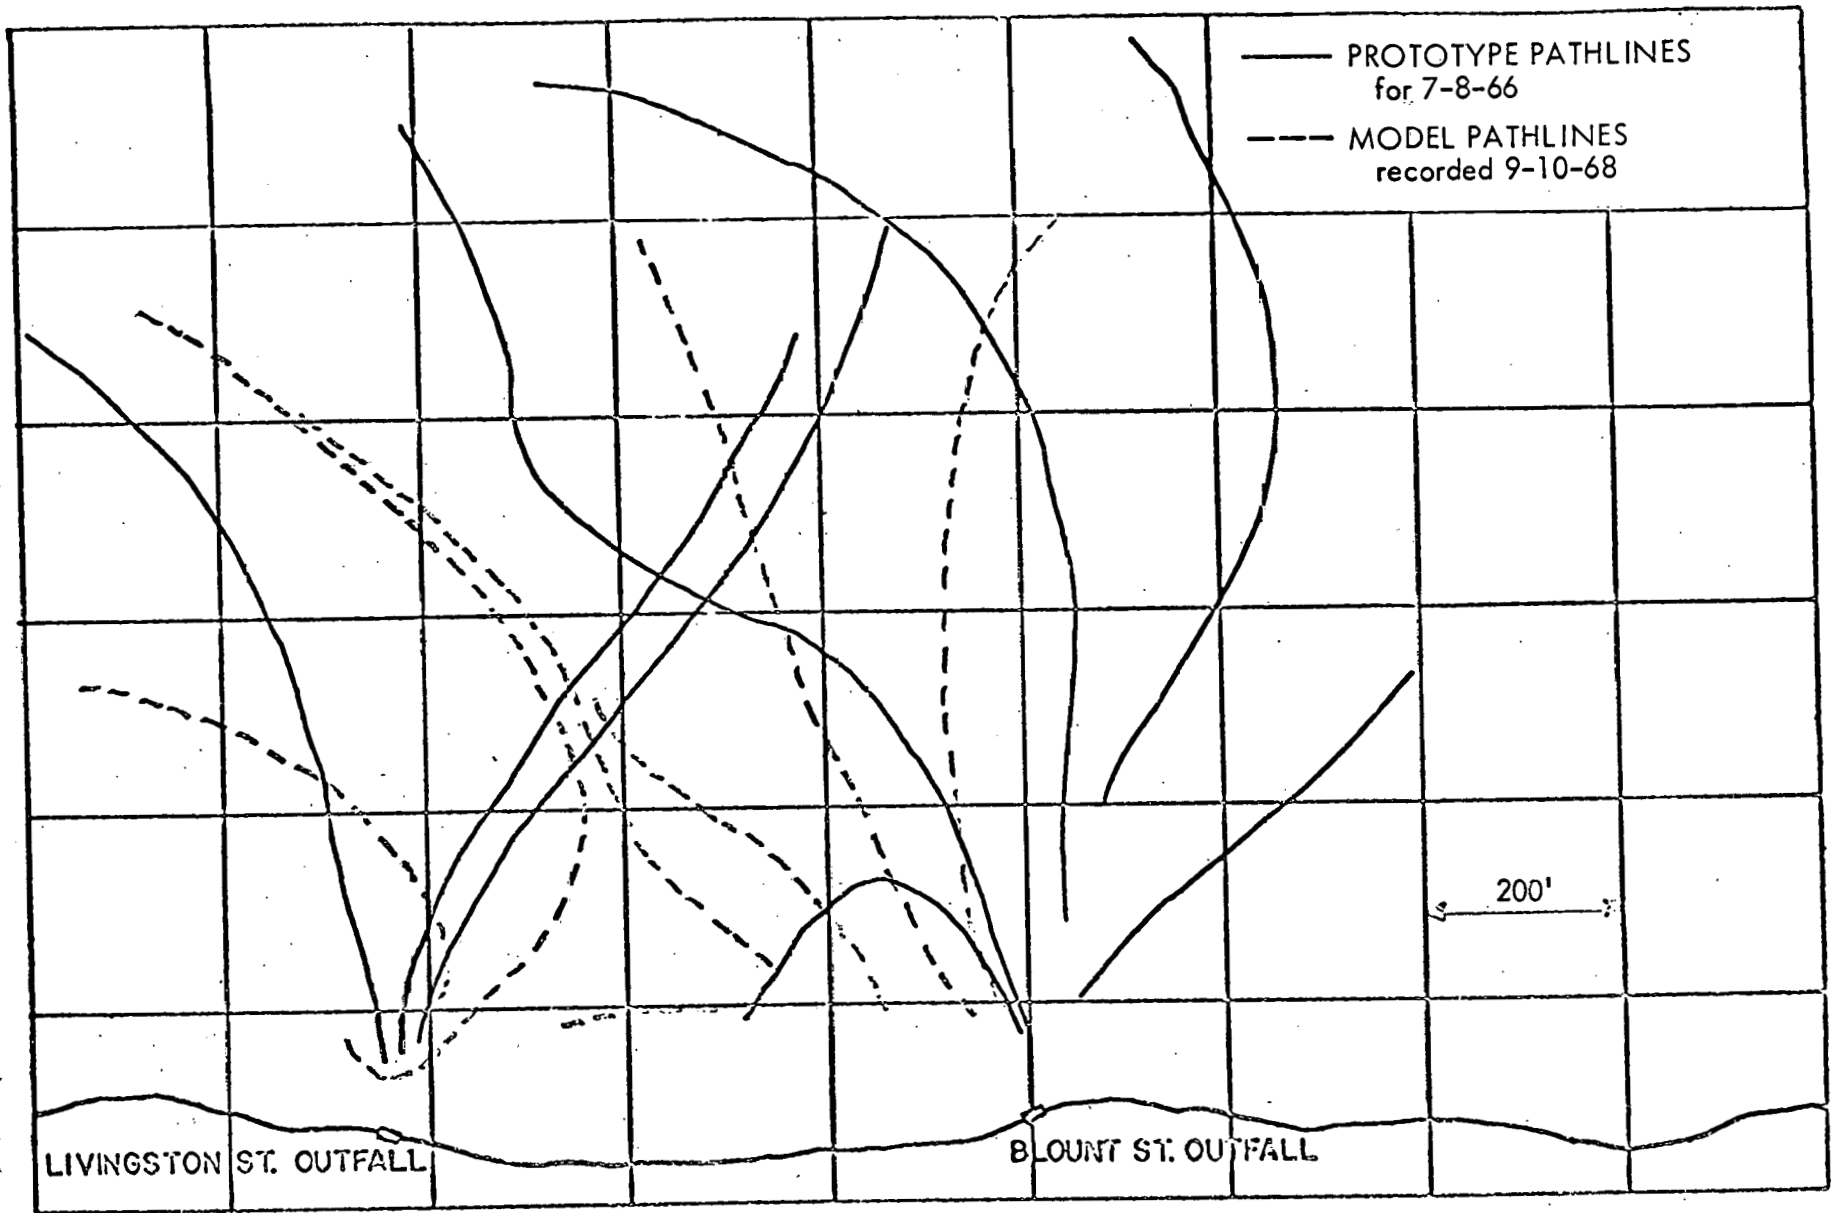 PROTOTYPE PATHLINES
for 7-8-66
MODEL PATHLINES
recorded 9-10-68
200'
LIVINGSTON ST. OUTFALL
BLOUNT ST. OUTFALL